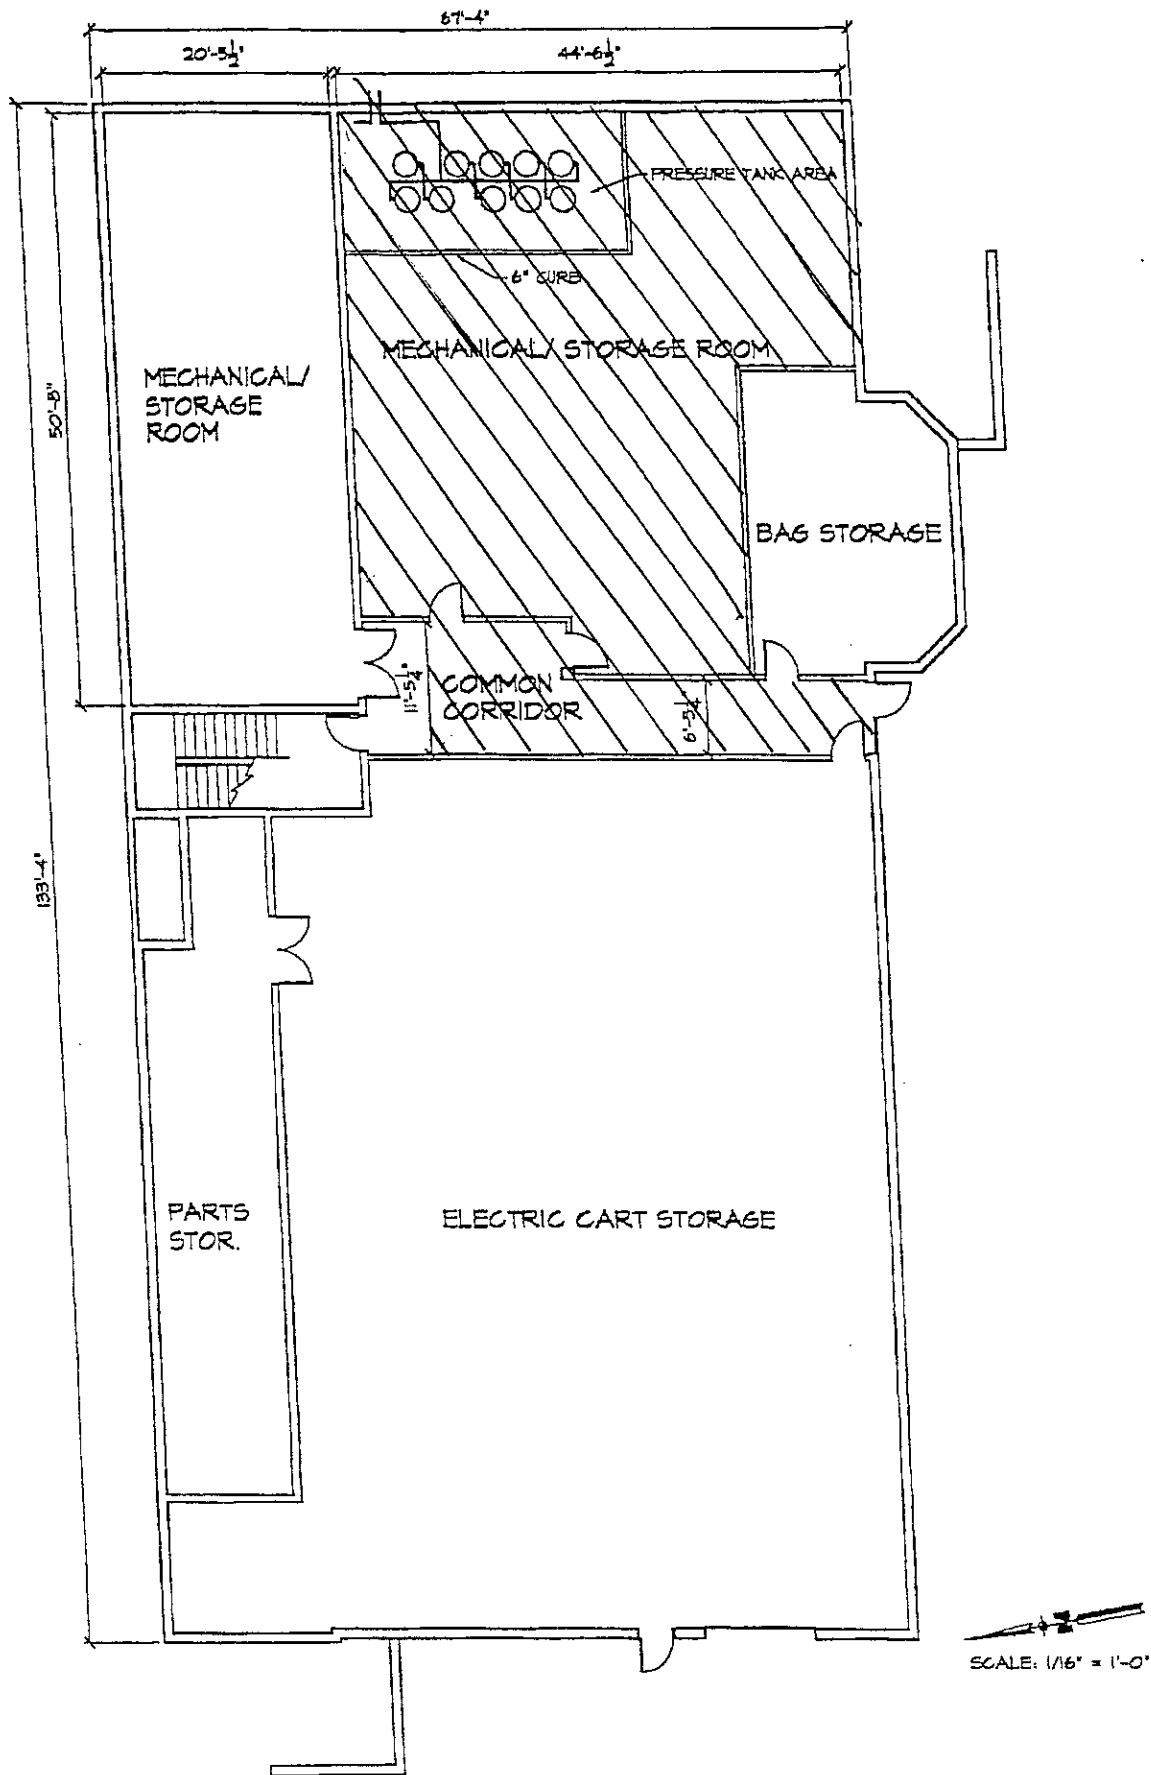 67'-4"
20'-5½"
44'-6½"
PRESSURE TANK AREA
6" CURB
MECHANICAL/ STORAGE ROOM
MECHANICAL/
STORAGE
ROOM
50'-8"
BAG STORAGE
11'-5¼"
COMMON
CORRIDOR
6'-5¼"
133'-4"
PARTS
STOR.
ELECTRIC CART STORAGE
N
SCALE: 1/16" = 1'-0"